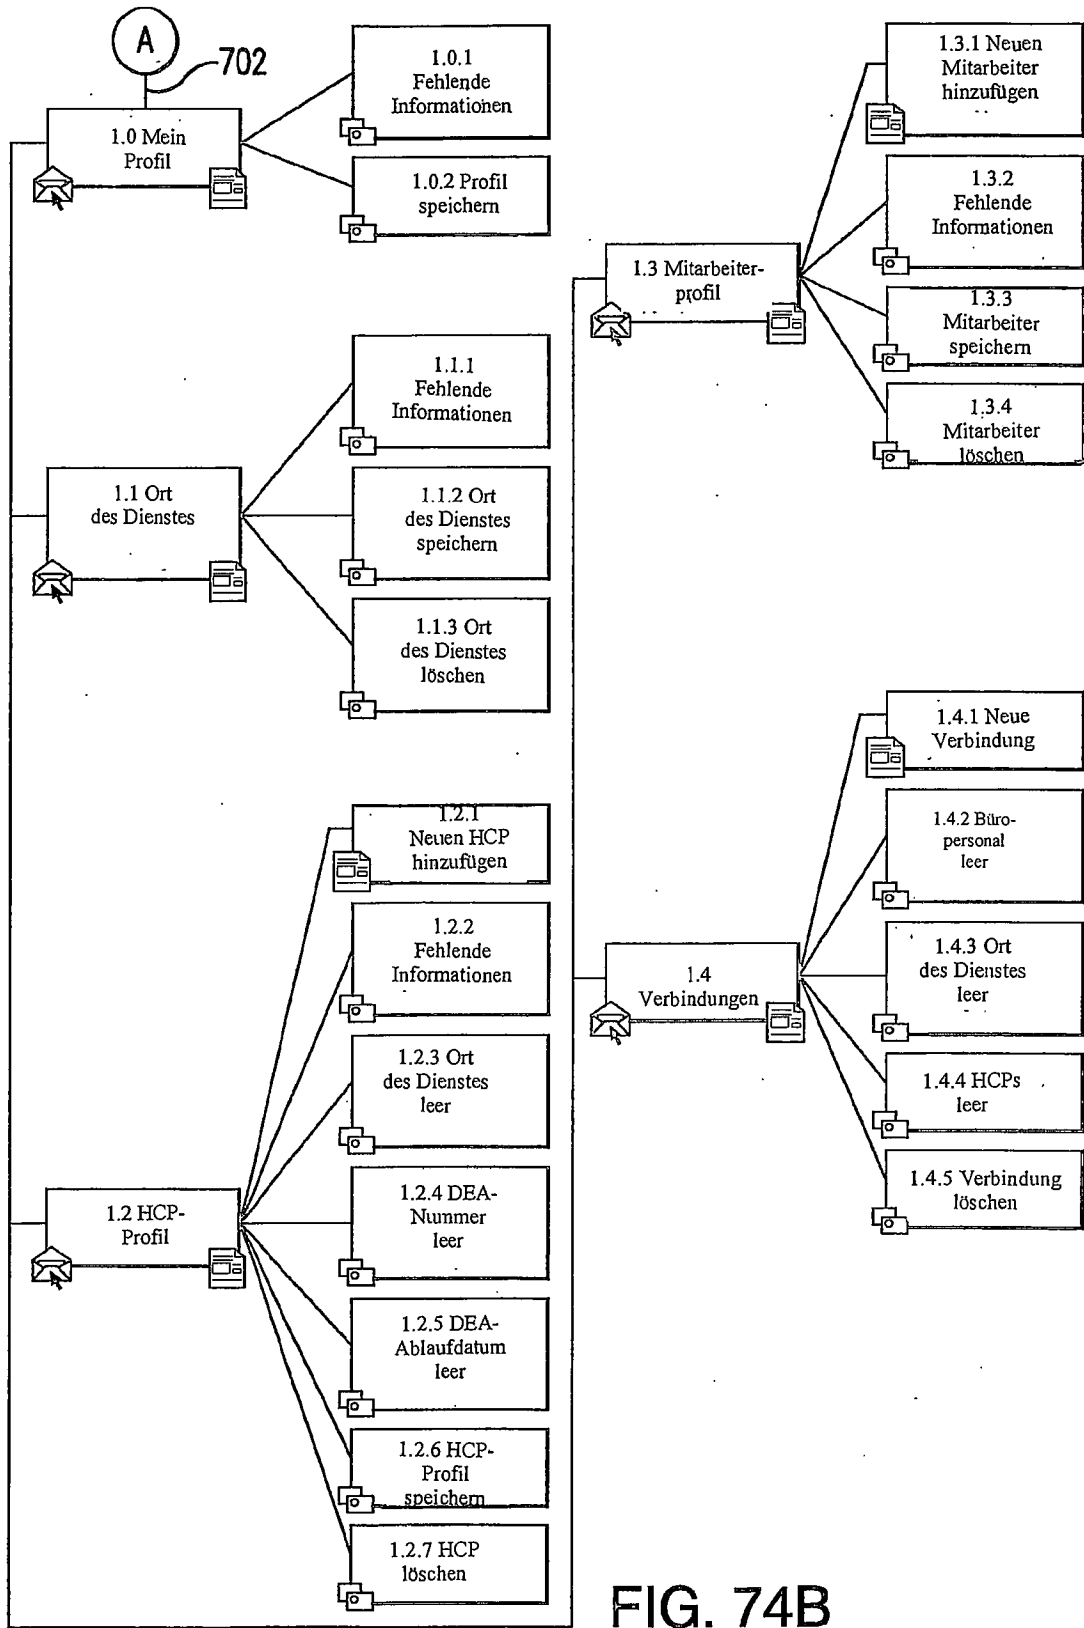 A
702
1.0 Mein
Profil
1.0.1
Fehlende
Informationen
1.0.2 Profil
speichern
1.1 Ort
des Dienstes
1.1.1
Fehlende
Informationen
1.1.2 Ort
des Dienstes
speichern
1.1.3 Ort
des Dienstes
löschen
1.2 HCP-
Profil
1.2.1
Neuen HCP
hinzufügen
1.2.2
Fehlende
Informationen
1.2.3 Ort
des Dienstes
leer
1.2.4 DEA-
Nummer
leer
1.2.5 DEA-
Ablaufdatum
leer
1.2.6 HCP-
Profil
speichern
1.2.7 HCP
löschen
1.3 Mitarbeiter-
profil
1.3.1 Neuen
Mitarbeiter
hinzufügen
1.3.2
Fehlende
Informationen
1.3.3
Mitarbeiter
speichern
1.3.4
Mitarbeiter
löschen
1.4
Verbindungen
1.4.1 Neue
Verbindung
1.4.2 Büro-
personal
leer
1.4.3 Ort
des Dienstes
leer
1.4.4 HCPs
leer
1.4.5 Verbindung
löschen
FIG. 74B